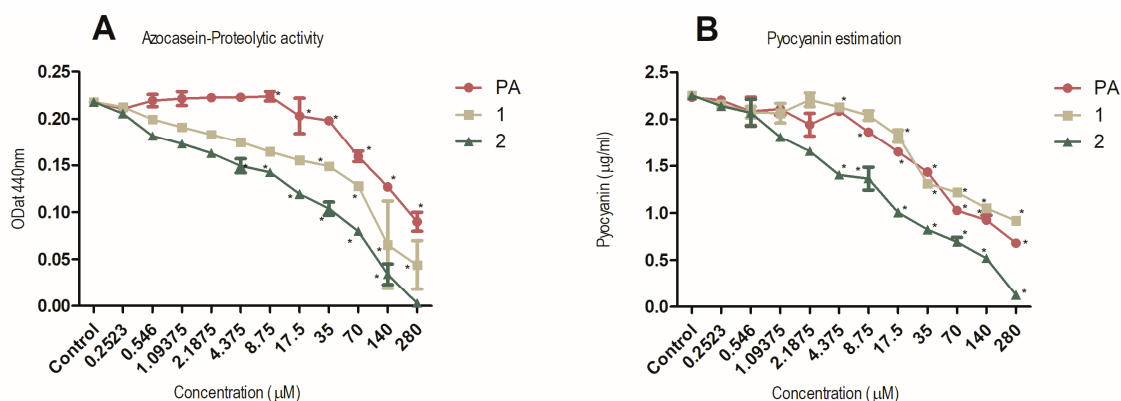 A Azocasein-Proteolytic activity
0.25
0.20
0.15
0.10
0.05
0.00
ODat 440nm
Control 0.2523 0.546 1.09375 2.1875 4.375 8.75 17.5 35 70 140 280
Concentration ( μM)
PA
1
2
B Pyocyanin estimation
2.5
2.0
1.5
1.0
0.5
0.0
Pyocyanin (μg/ml)
Control 0.2523 0.546 1.09375 2.1875 4.375 8.75 17.5 35 70 140 280
Concentration ( μM)
PA
1
2